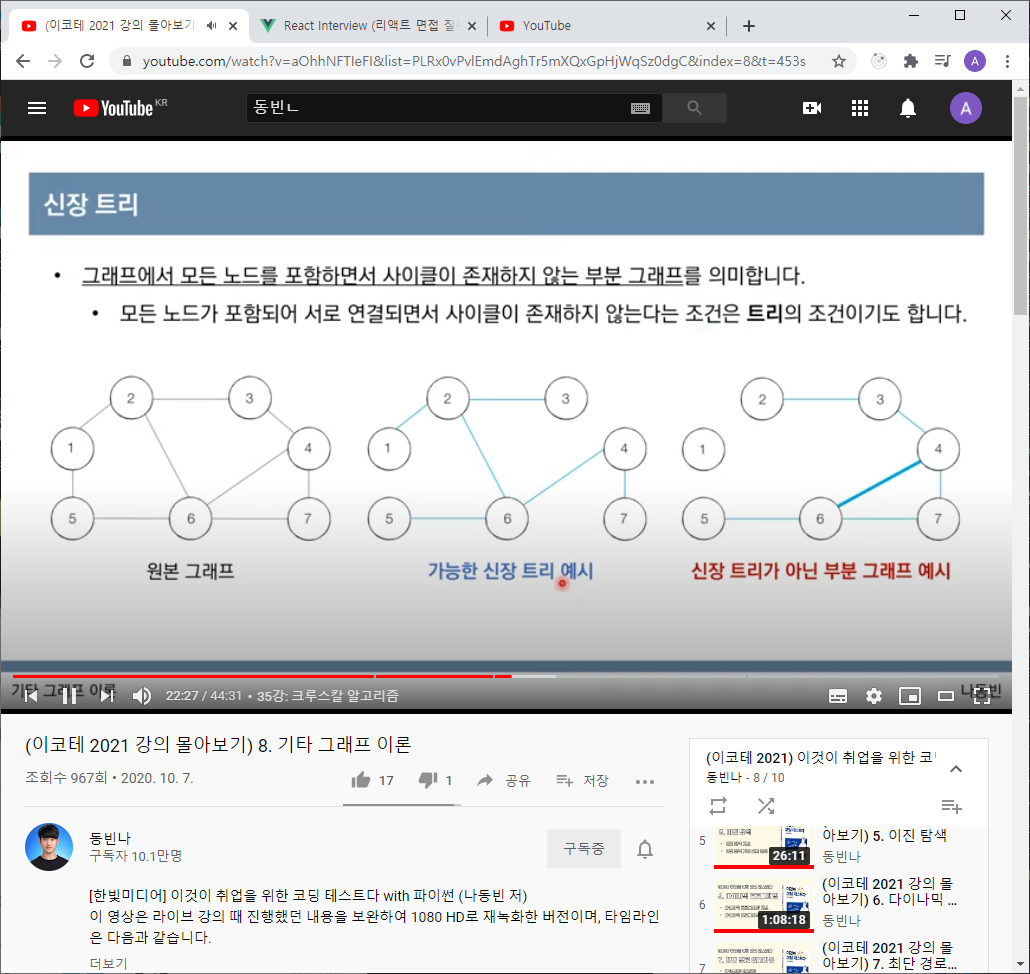 (이코테 2021 강의 몰아보기
React Interview (리액트 면접 질
YouTube
youtube.com/watch?v=aOhhNFTIeFI&list=PLRx0vPvlEmdAghTr5mXQxGpHjWqSz0dgC&index=8&t=453s
A
YouTube KR
동빈ㄴ
A
신장 트리
• 그래프에서 모든 노드를 포함하면서 사이클이 존재하지 않는 부분 그래프를 의미합니다.
• 모든 노드가 포함되어 서로 연결되면서 사이클이 존재하지 않는다는 조건은 트리의 조건이기도 합니다.
2 3 2 3 2 3
1 4 1 4 1 4
5 6 7 5 6 7 5 6 7
원본 그래프 가능한 신장 트리 예시 신장 트리가 아닌 부분 그래프 예시
기타 그래프 이론 나동빈
22:27 / 44:31 • 35강: 크루스칼 알고리즘
(이코테 2021 강의 몰아보기) 8. 기타 그래프 이론
조회수 967회 • 2020. 10. 7.
17 1 공유 저장
동빈나
구독자 10.1만명
구독중
[한빛미디어] 이것이 취업을 위한 코딩 테스트다 with 파이썬 (나동빈 저)
이 영상은 라이브 강의 때 진행했던 내용을 보완하여 1080 HD로 재녹화한 버전이며, 타임라인
은 다음과 같습니다.
더보기
(이코테 2021) 이것이 취업을 위한 코
동빈나 - 8 / 10
5
26:11
아보기) 5. 이진 탐색
동빈나
6
1:08:18
(이코테 2021 강의 몰
아보기) 6. 다이나믹 ...
동빈나
7
(이코테 2021 강의 몰
아보기) 7. 최단 경로...